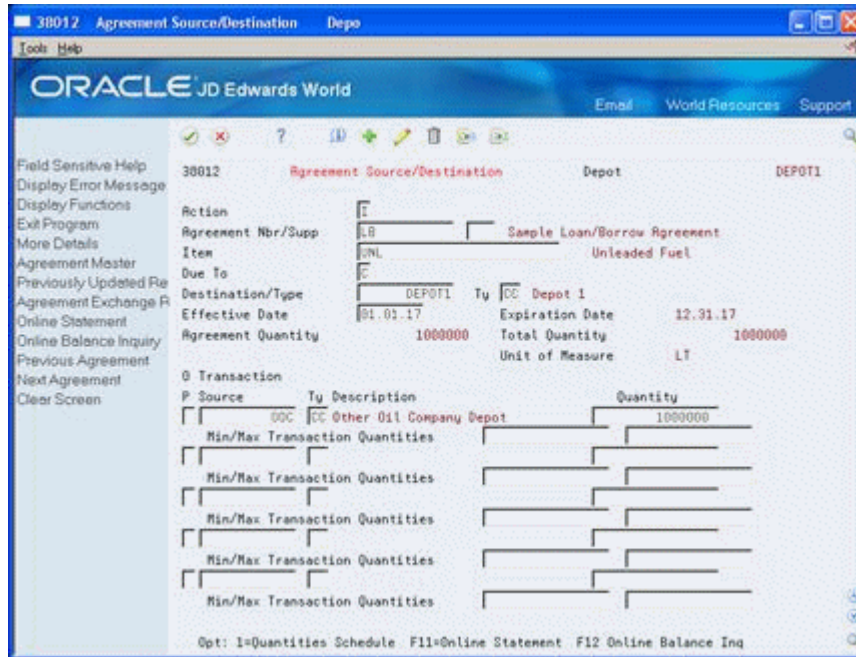 38012 Agreement Source/Destination Depo
Tools Help
ORACLE JD Edwards World
Email World Resources Support
Field Sensitive Help
Display Error Message
Display Functions
Exit Program
More Details
Agreement Master
Previously Updated Re
Agreement Exchange R
Online Statement
Online Balance Inquiry
Previous Agreement
Next Agreement
Clear Screen
38012 Agreement Source/Destination Depot DEPOT1
Action I
Agreement Nbr/Supp LB Sample Loan/Borrow Agreement
Item UNL Unleaded Fuel
Due To C
Destination/Type DEPOT1 Ty CC Depot 1
Effective Date 01.01.17 Expiration Date 12.31.17
Agreement Quantity 1000000 Total Quantity 1000000
Unit of Measure LT
O Transaction
P Source Ty Description Quantity
OOC CC Other Oil Company Depot 1000000
Min/Max Transaction Quantities
Min/Max Transaction Quantities
Min/Max Transaction Quantities
Min/Max Transaction Quantities
Min/Max Transaction Quantities
Opt: 1=Quantities Schedule F11=Online Statement F12 Online Balance Inq